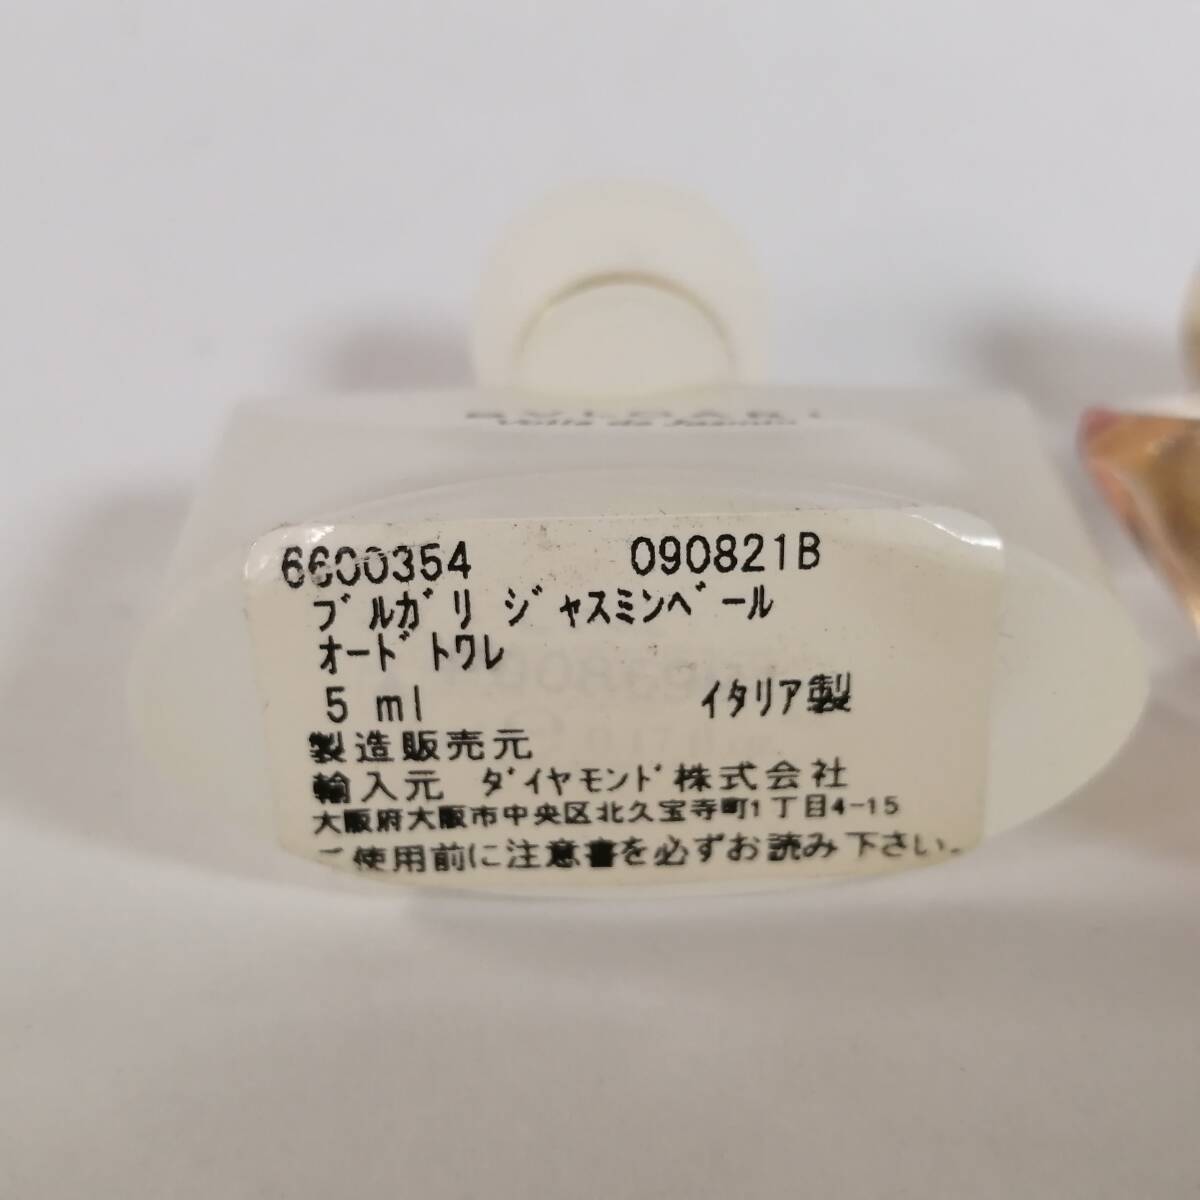 BVLGARI
Voile de Jasmin
6600354 090821B
ブルガリ ジャスミンベール
オードトワレ
5 ml イタリア製
製造販売元
輸入元 ダイヤモンド株式会社
大阪府大阪市中央区北久宝寺町1丁目4-15
ご使用前に注意書を必ずお読み下さい。